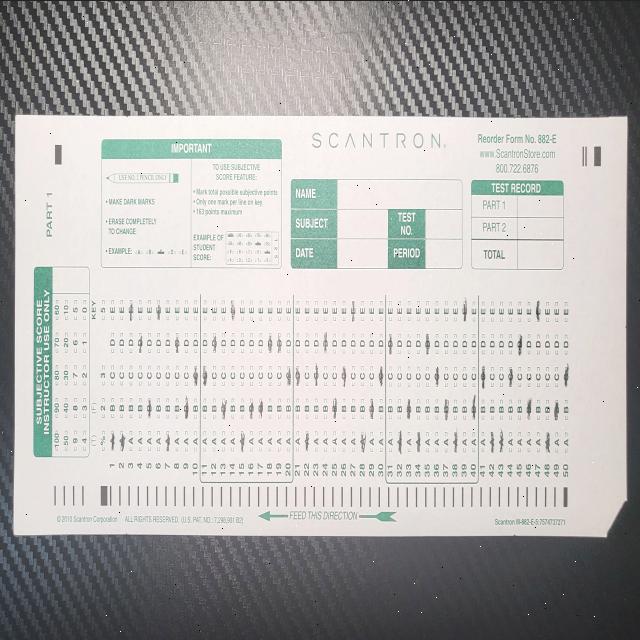 SCANTRON®
Reorder Form No. 882-E
www.ScantronStore.com
800.722.6876
PART 1
IMPORTANT
USE NO. 2 PENCIL ONLY
• MAKE DARK MARKS
• ERASE COMPLETELY
TO CHANGE
• EXAMPLE:
TO USE SUBJECTIVE
SCORE FEATURE:
• Mark total possible subjective points
• Only one mark per line on key
• 163 points maximum
EXAMPLE OF
STUDENT
SCORE:
NAME
SUBJECT
TEST
NO.
DATE
PERIOD
TEST RECORD
PART 1
PART 2
TOTAL
SUBJECTIVE SCORE
INSTRUCTOR USE ONLY
100 90 80 70 60
50 40 30 20 10
9 8 7 6 5
4 3 2 1
KEY
1 2 3 4 5 6 7 8 9 10 11 12 13 14 15 16 17 18 19 20 21 22 23 24 25 26 27 28 29 30 31 32 33 34 35 36 37 38 39 40 41 42 43 44 45 46 47 48 49 50
© 2010 Scantron Corporation ALL RIGHTS RESERVED. (U.S. PAT. NO.: 7,298,901 B2)
FEED THIS DIRECTION